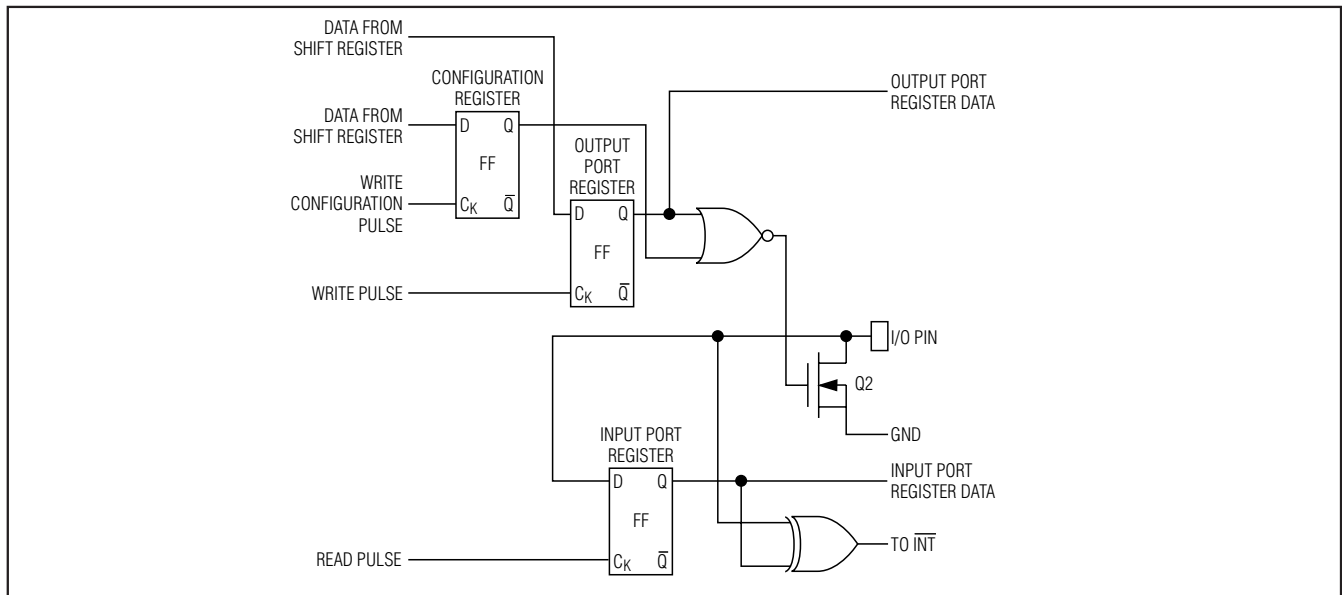 DATA FROM
SHIFT REGISTER
CONFIGURATION
REGISTER
DATA FROM
SHIFT REGISTER
D Q
FF
WRITE
CONFIGURATION
PULSE
CK Q̅
OUTPUT PORT
REGISTER DATA
OUTPUT
PORT
REGISTER
D Q
FF
WRITE PULSE
CK Q̅
I/O PIN
Q2
GND
INPUT PORT
REGISTER
D Q
FF
INPUT PORT
REGISTER DATA
READ PULSE
CK Q̅
TO I̅N̅T̅